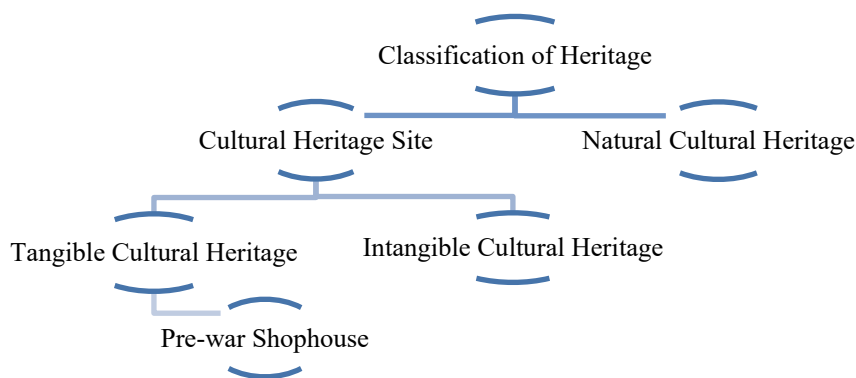 Classification of Heritage
Cultural Heritage Site
Natural Cultural Heritage
Tangible Cultural Heritage
Intangible Cultural Heritage
Pre-war Shophouse